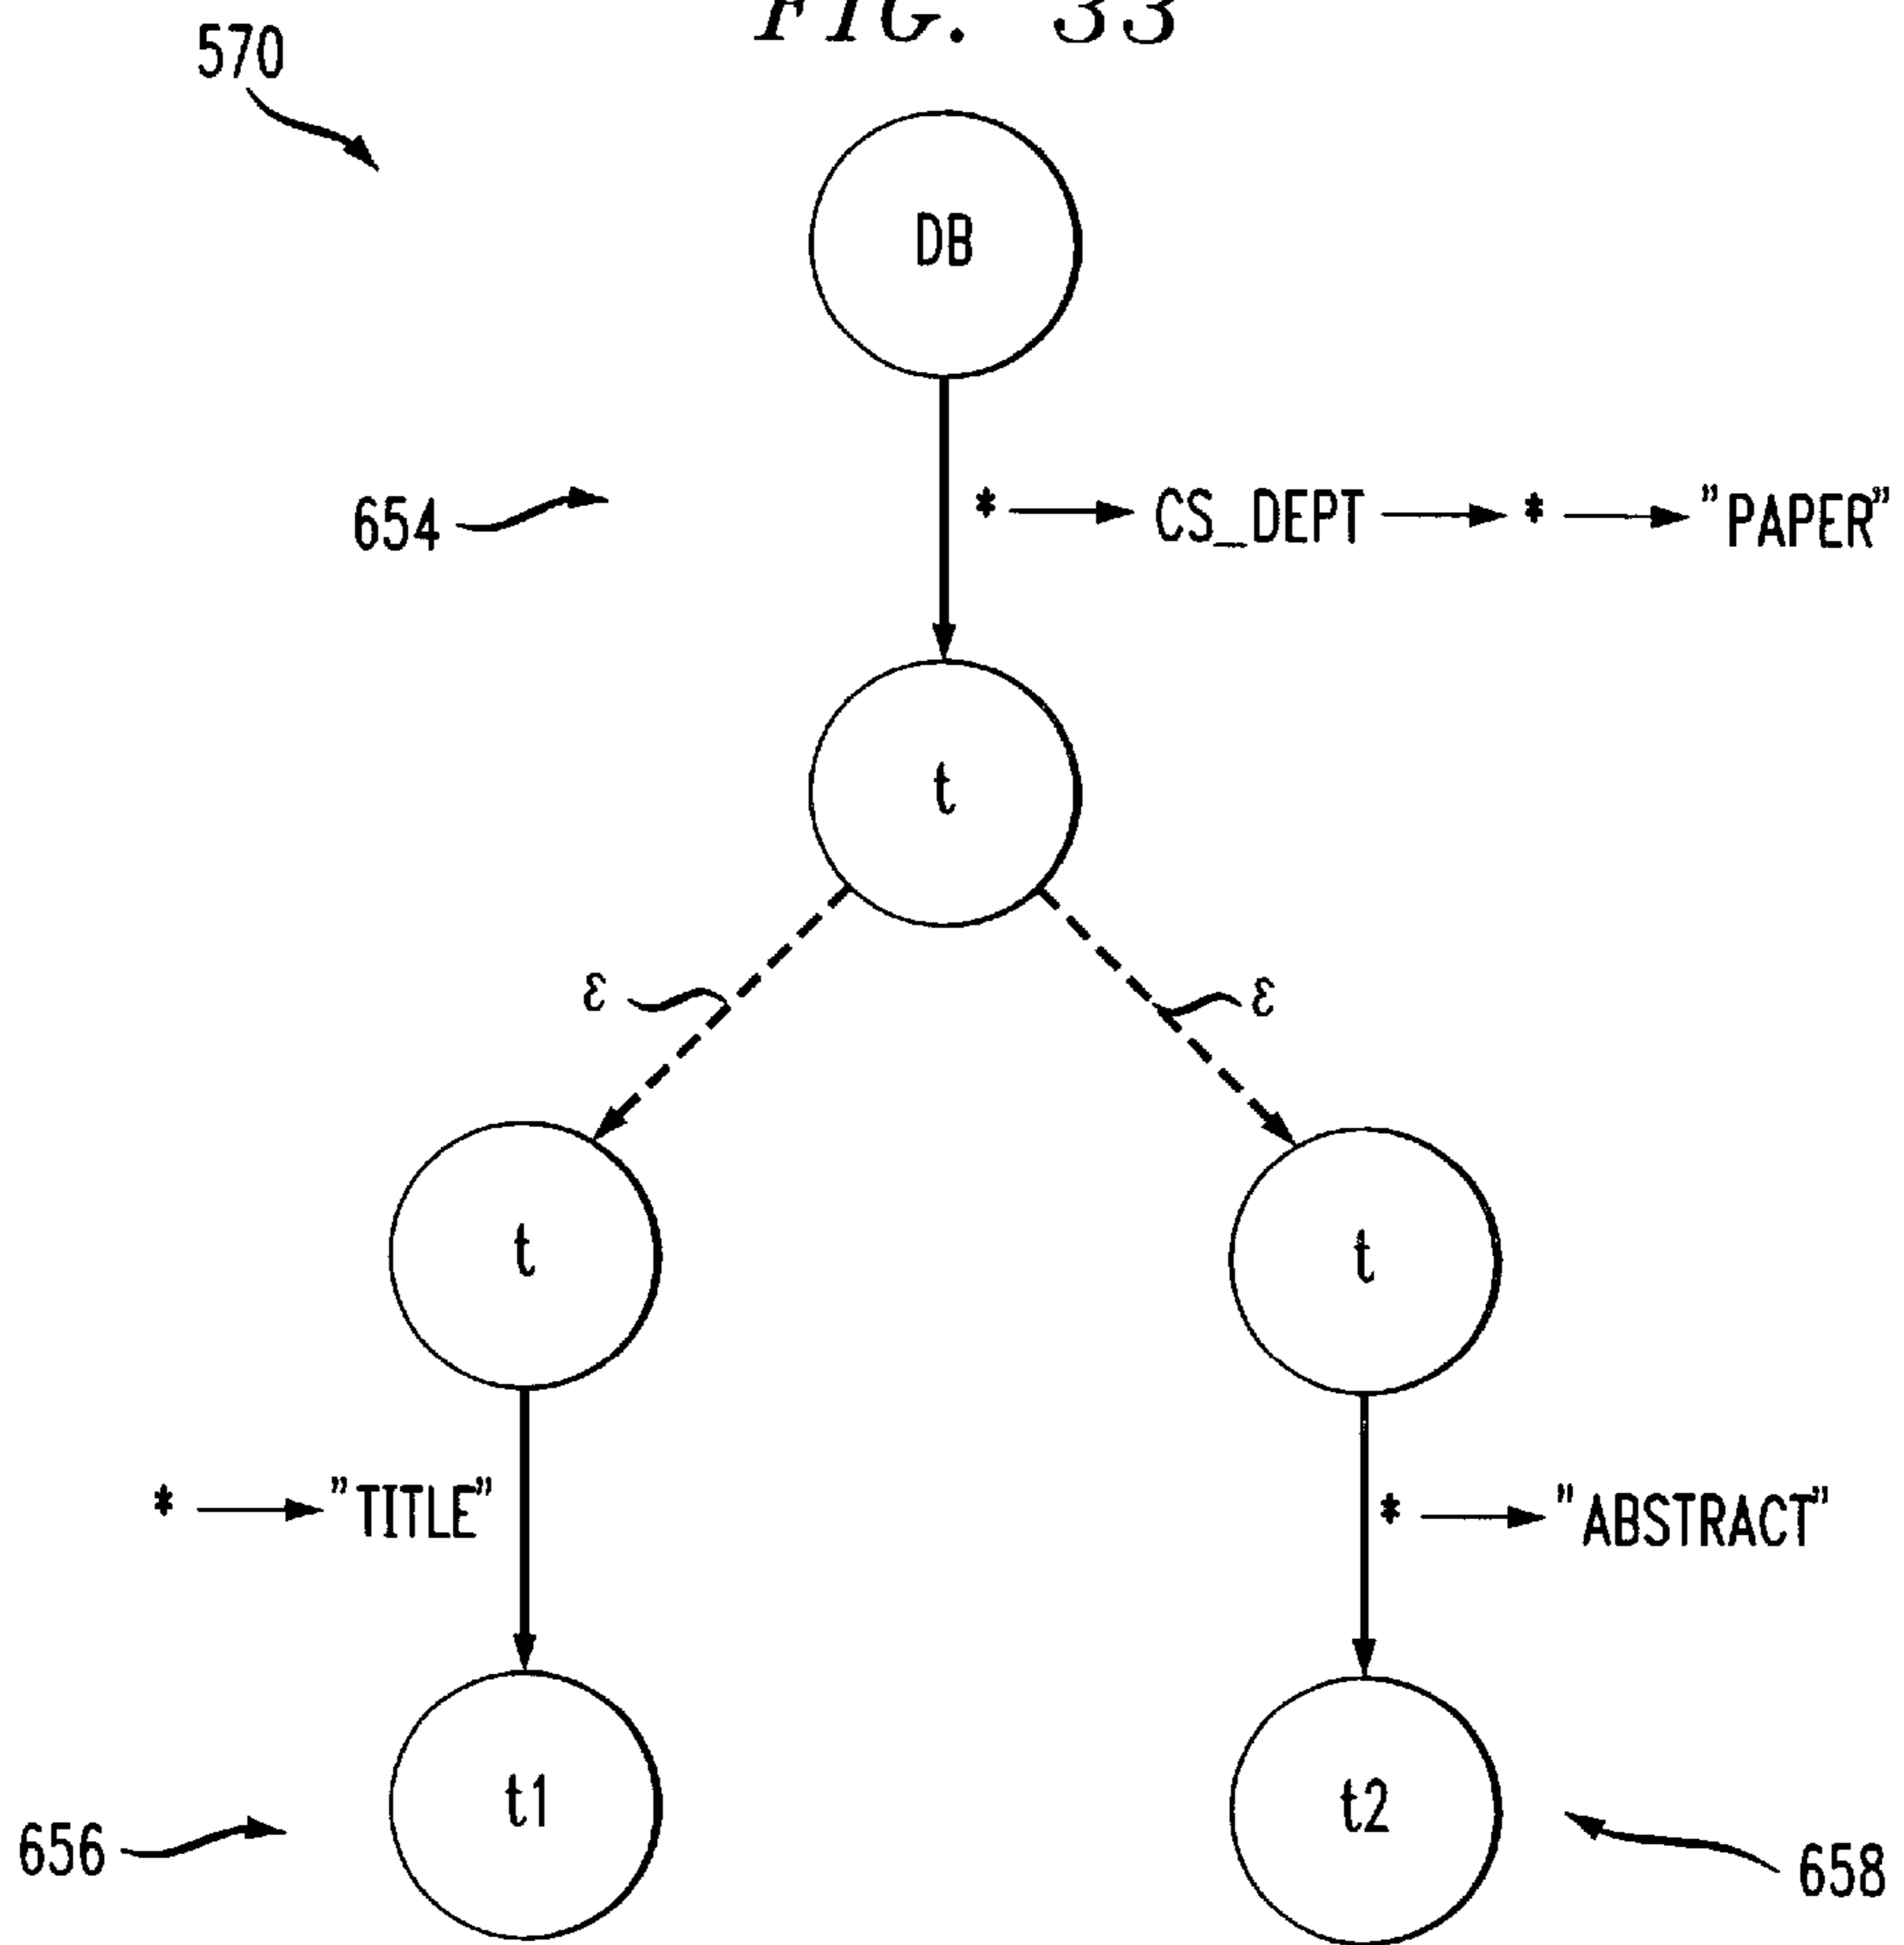 FIG. 33
570
DB
654
* → CS_DEPT → * → "PAPER"
t
ε
ε
t
t
* → "TITLE"
* → "ABSTRACT"
t1
t2
656
658